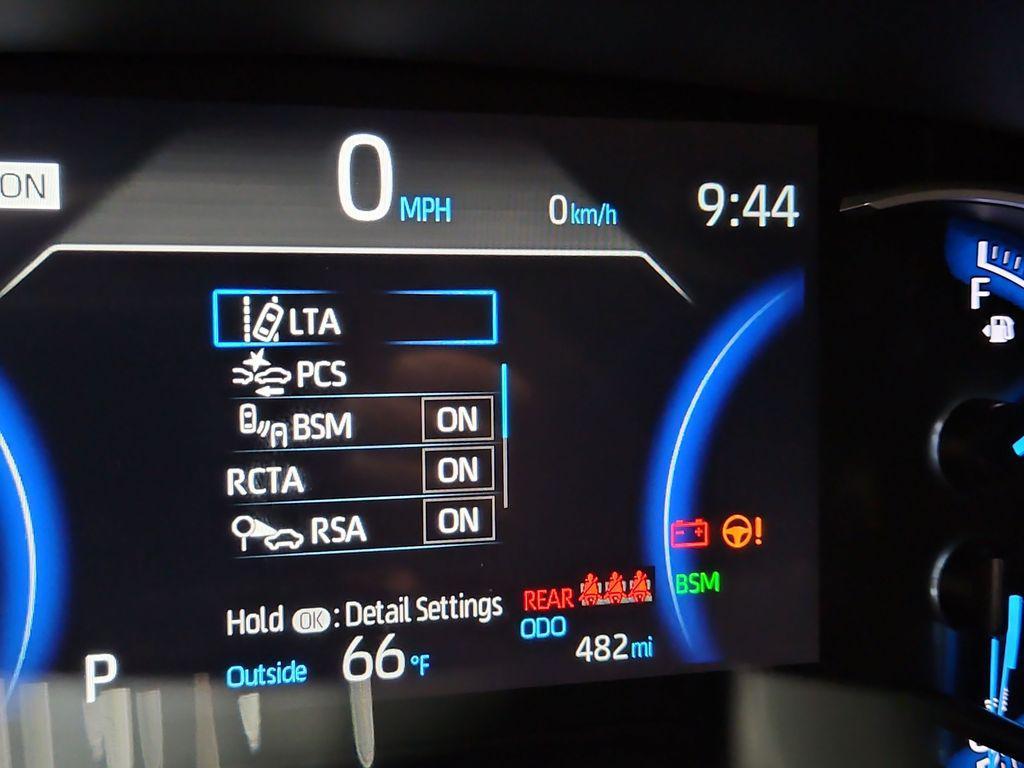 ON
0 MPH 0 km/h 9:44
LTA
PCS
BSM ON
RCTA ON
RSA ON
Hold OK : Detail Settings
REAR
BSM
ODO 482 mi
Outside 66 °F
P
F